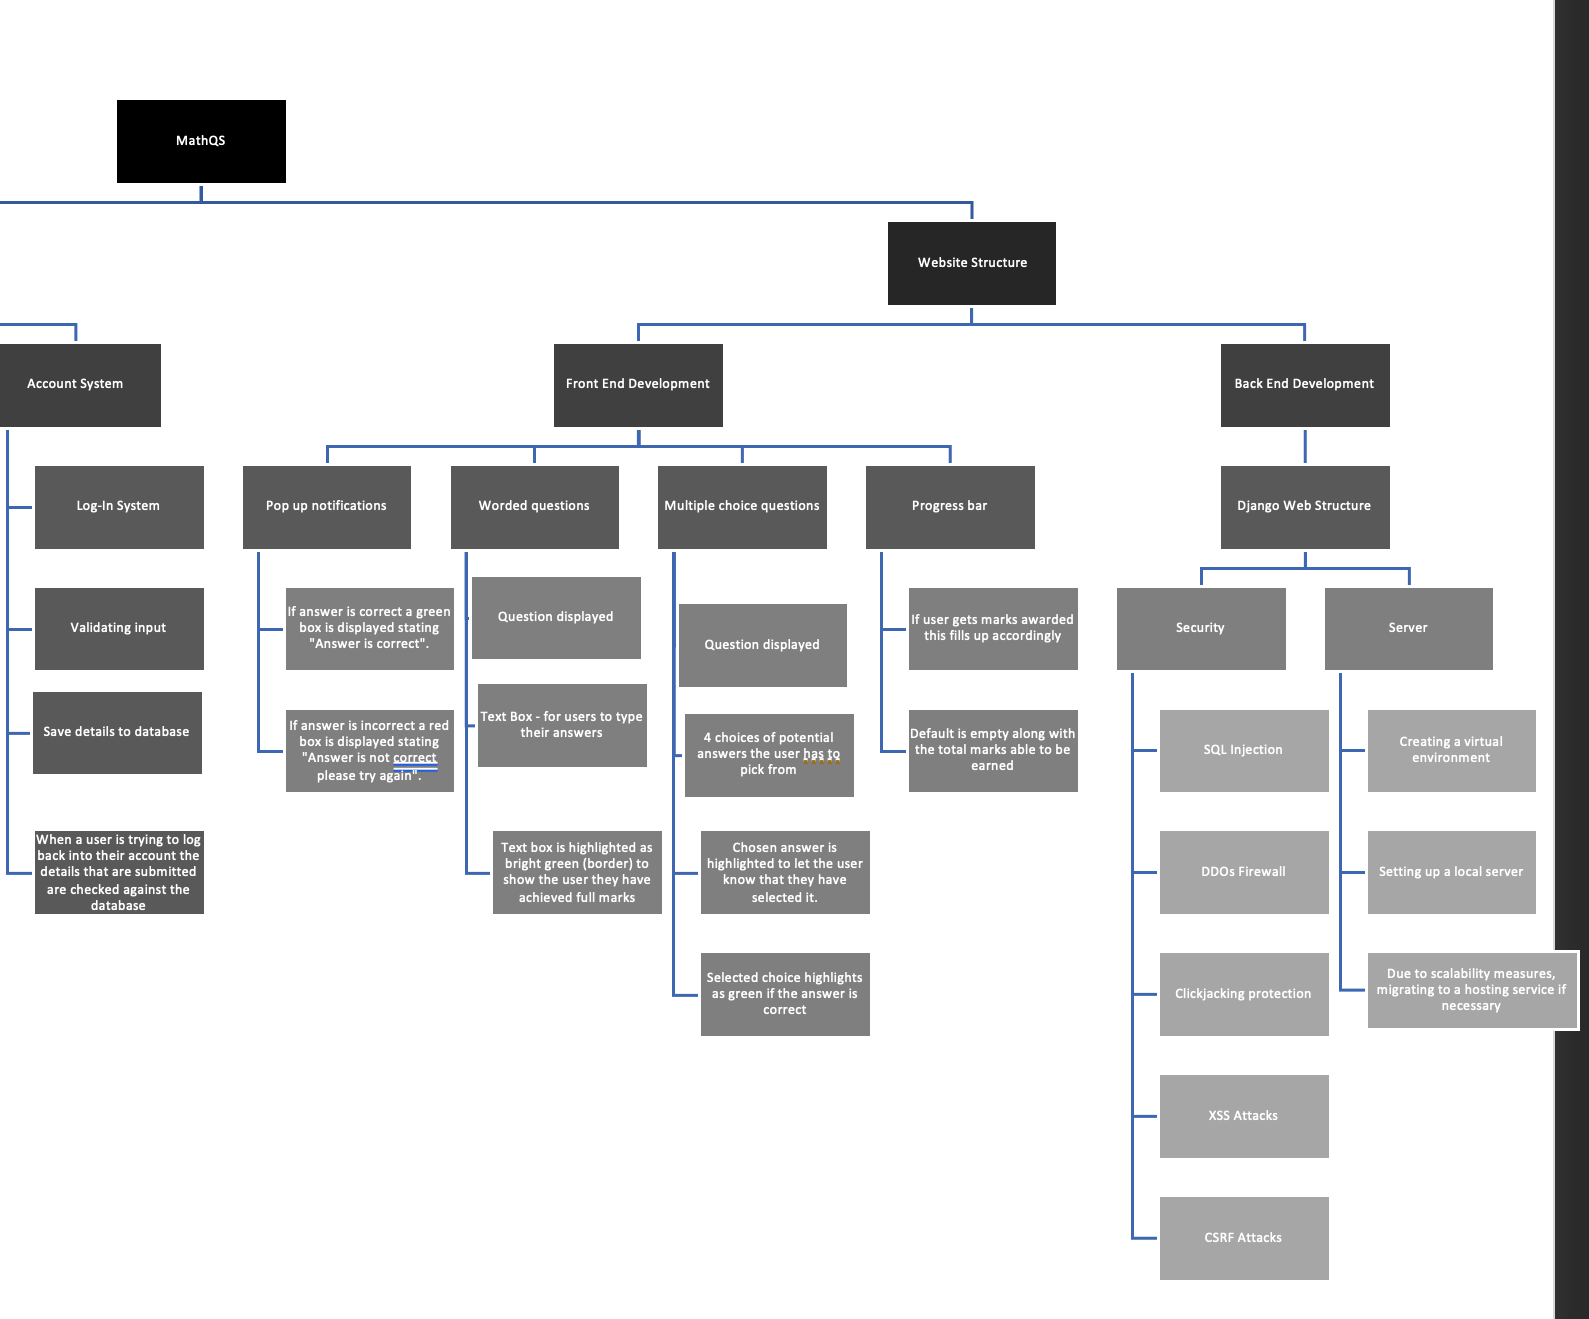 MathQS
Website Structure
Account System
Front End Development
Back End Development
Log-In System
Pop up notifications
Worded questions
Multiple choice questions
Progress bar
Django Web Structure
Validating input
Save details to database
When a user is trying to log
back into their account the
details that are submitted
are checked against the
database
If answer is correct a green
box is displayed stating
"Answer is correct".
If answer is incorrect a red
box is displayed stating
"Answer is not correct
please try again".
Question displayed
Text Box - for users to type
their answers
Text box is highlighted as
bright green (border) to
show the user they have
achieved full marks
Question displayed
4 choices of potential
answers the user has to
pick from
Chosen answer is
highlighted to let the user
know that they have
selected it.
Selected choice highlights
as green if the answer is
correct
If user gets marks awarded
this fills up accordingly
Default is empty along with
the total marks able to be
earned
Security
Server
SQL Injection
DDOs Firewall
Clickjacking protection
XSS Attacks
CSRF Attacks
Creating a virtual
environment
Setting up a local server
Due to scalability measures,
migrating to a hosting service if
necessary